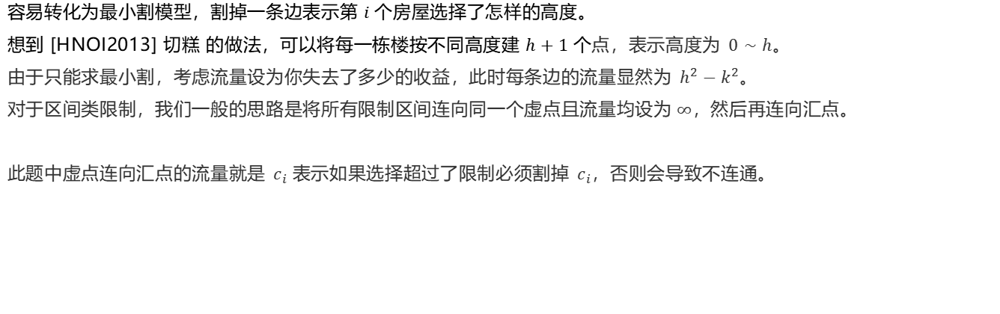 容易转化为最小割模型，割掉一条边表示第 i 个房屋选择了怎样的高度。
想到 [HNOI2013] 切糕 的做法，可以将每一栋楼按不同高度建 h + 1 个点，表示高度为 0 ~ h。
由于只能求最小割，考虑流量设为你失去了多少的收益，此时每条边的流量显然为 h² − k²。
对于区间类限制，我们一般的思路是将所有限制区间连向同一个虚点且流量均设为 ∞，然后再连向汇点。
此题中虚点连向汇点的流量就是 cᵢ 表示如果选择超过了限制必须割掉 cᵢ，否则会导致不连通。